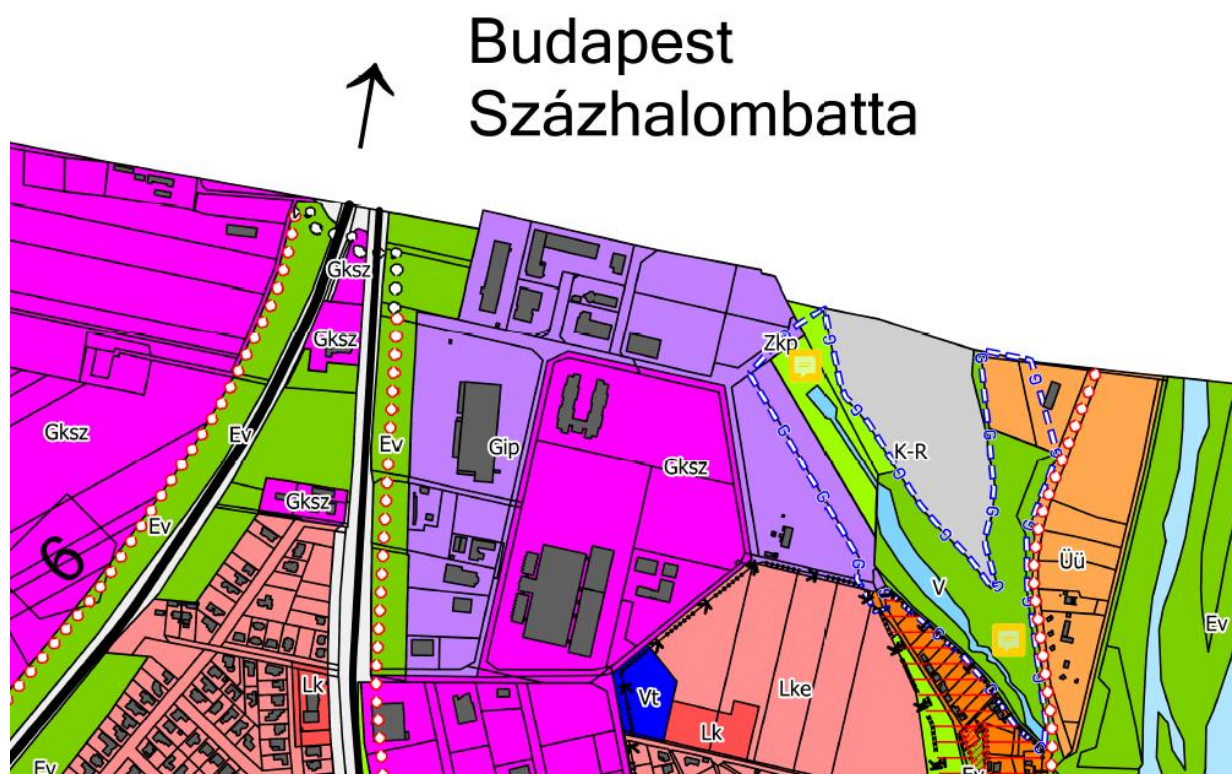 Budapest
Százhalombatta
Gksz
Gksz
Zkp
Gksz
Ev
Ev
Gip
Gksz
K-R
Gksz
Ev
6
Üü
V
Ev
Lk
Vt
Lke
Lk
Ev
Ev